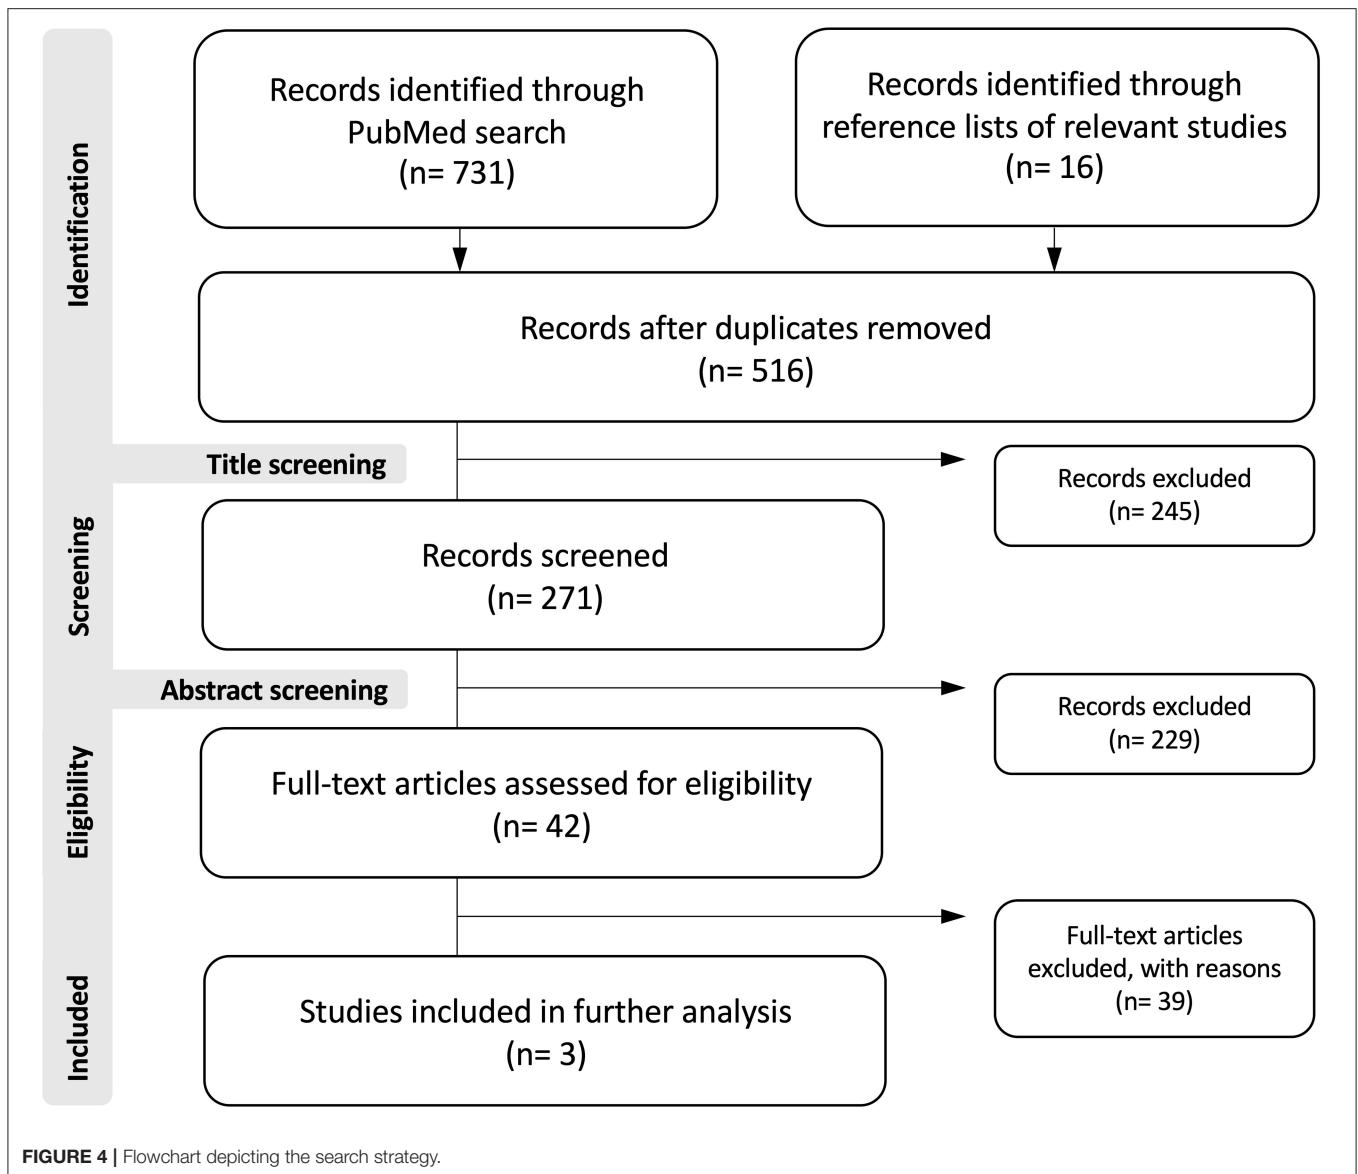 Identification
Records identified through
PubMed search
(n= 731)
Records identified through
reference lists of relevant studies
(n= 16)
Records after duplicates removed
(n= 516)
Title screening
Records excluded
(n= 245)
Screening
Records screened
(n= 271)
Abstract screening
Records excluded
(n= 229)
Eligibility
Full-text articles assessed for eligibility
(n= 42)
Full-text articles
excluded, with reasons
(n= 39)
Included
Studies included in further analysis
(n= 3)
FIGURE 4 | Flowchart depicting the search strategy.